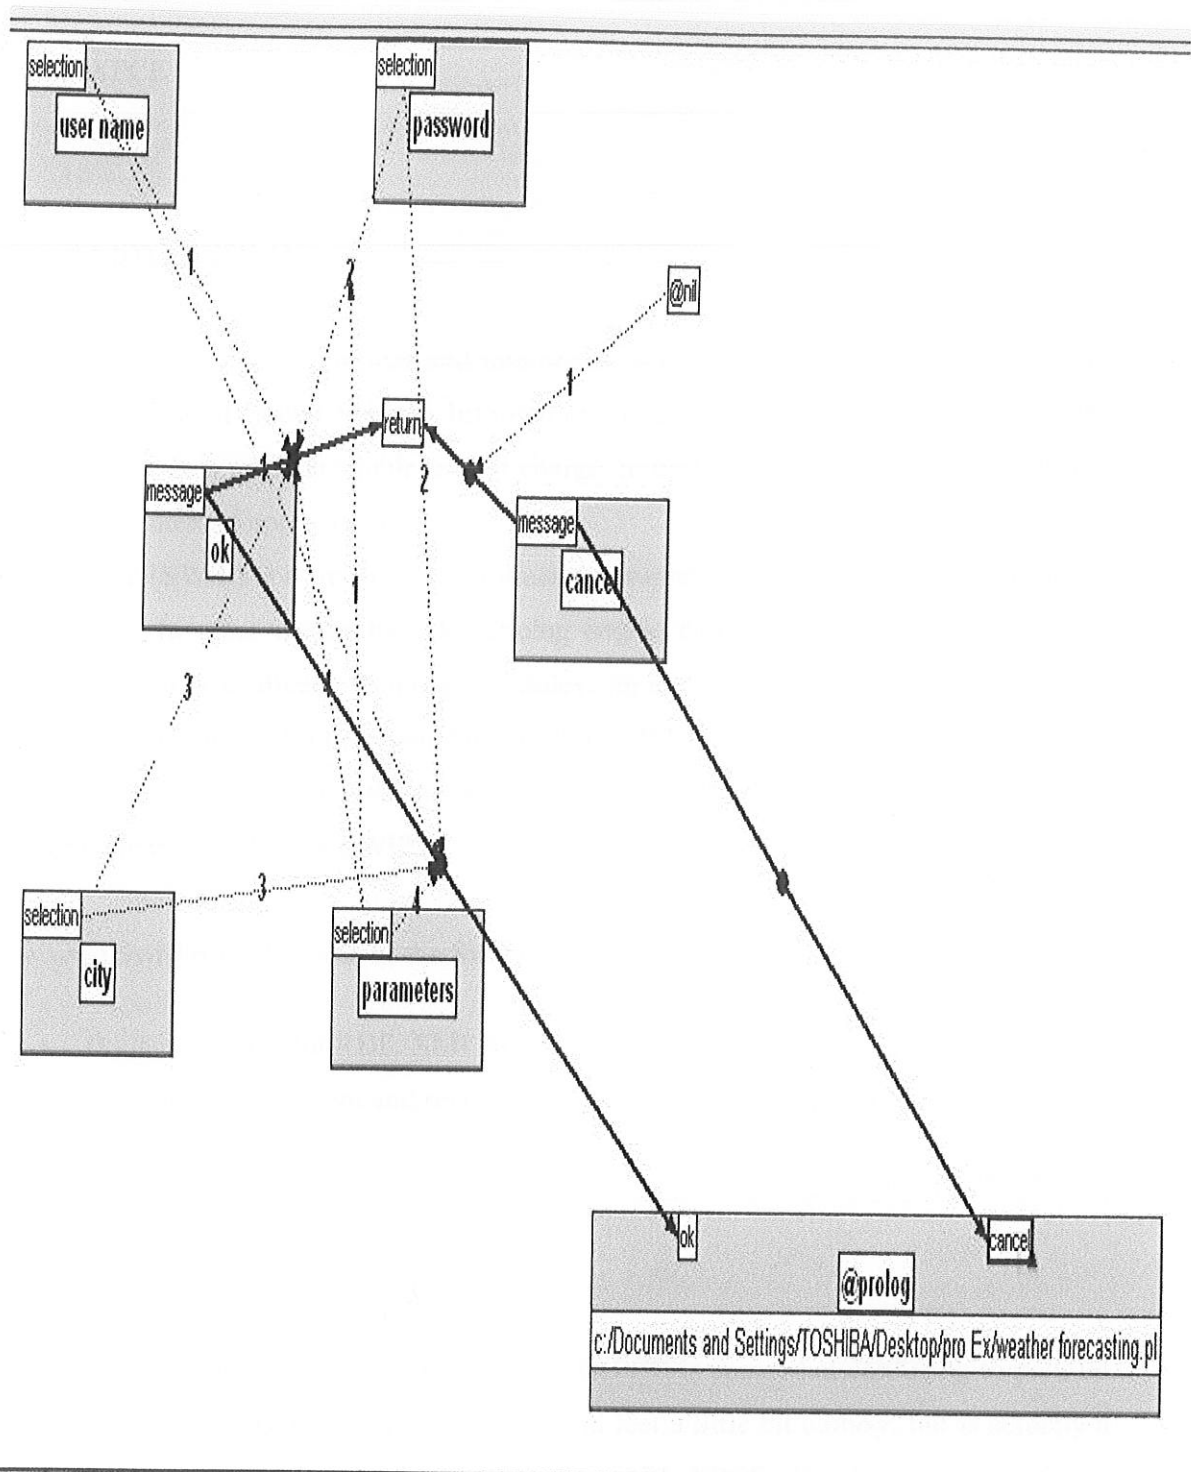 selection
user name
selection
password
1
2
@nil
1
return
1
2
message
ok
message
cancel
1
3
4
3
4
selection
city
selection
parameters
ok
cancel
@prolog
c:/Documents and Settings/TOSHIBA/Desktop/pro Ex/weather forecasting.pl